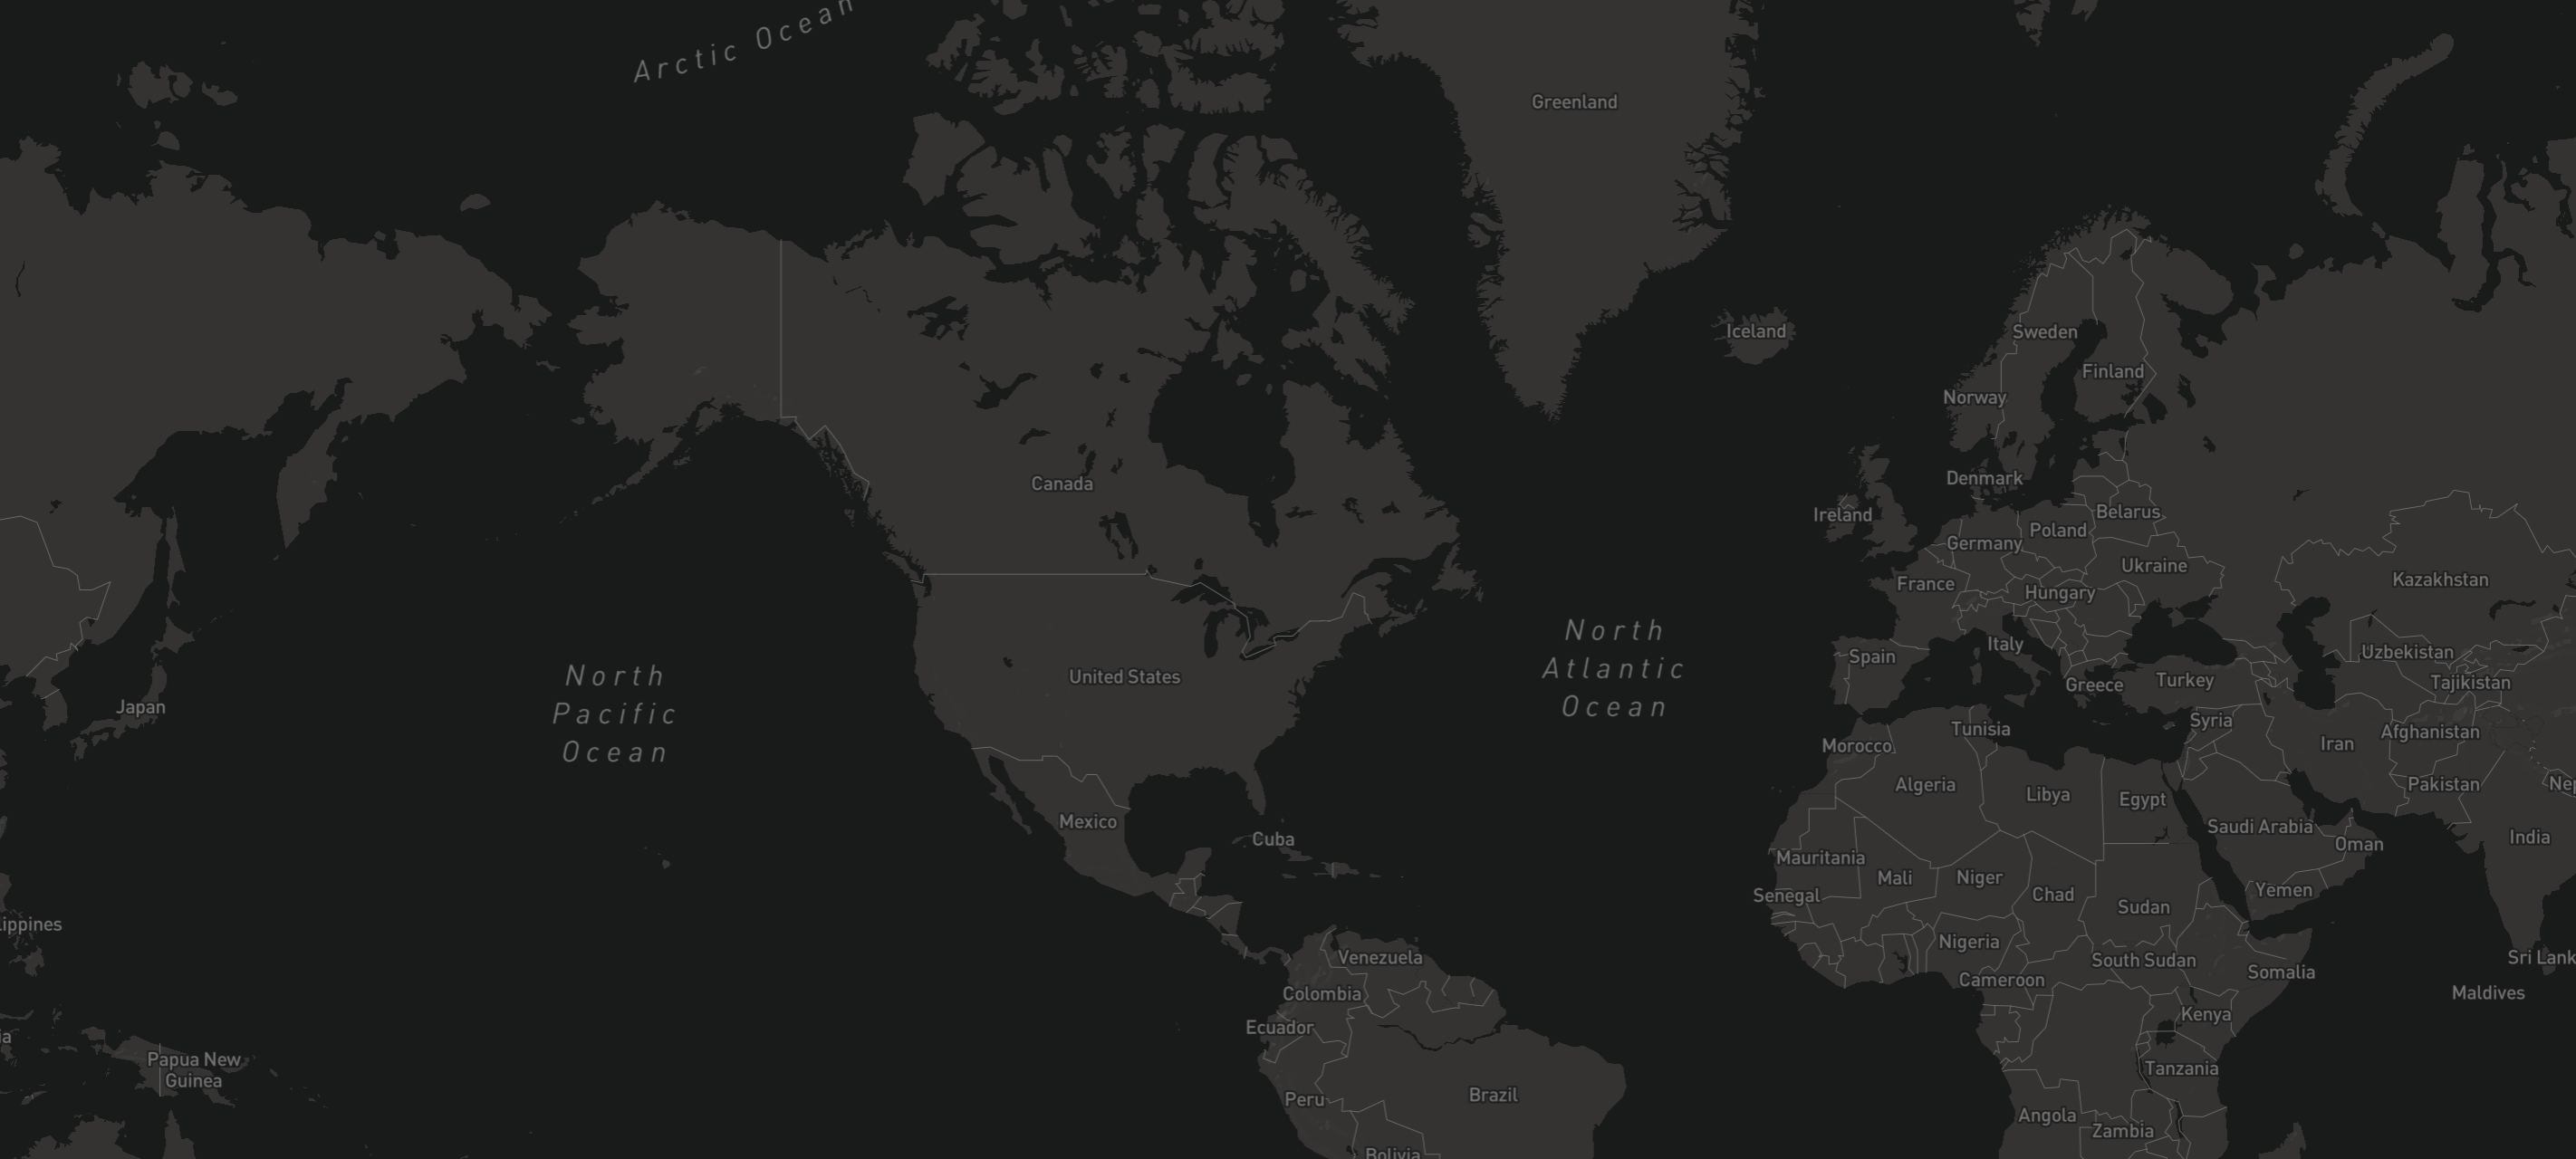 Arctic Ocean
Greenland
Iceland
Sweden
Finland
Norway
Canada
Denmark
Ireland
Belarus
Poland
Germany
Ukraine
Kazakhstan
France
Hungary
North
Pacific
Ocean
North
Atlantic
Ocean
Italy
Uzbekistan
Spain
United States
Turkey
Tajikistan
Greece
Japan
Syria
Tunisia
Afghanistan
Iran
Morocco
Algeria
Pakistan
Nep
Libya
Egypt
Mexico
Saudi Arabia
India
Cuba
Oman
Mauritania
Mali
Niger
Yemen
Senegal
Chad
Sudan
lippines
Nigeria
Venezuela
South Sudan
Sri Lank
Somalia
Cameroon
Colombia
Maldives
Kenya
Ecuador
ia
Papua New
Guinea
Tanzania
Brazil
Peru
Angola
Zambia
Bolivia